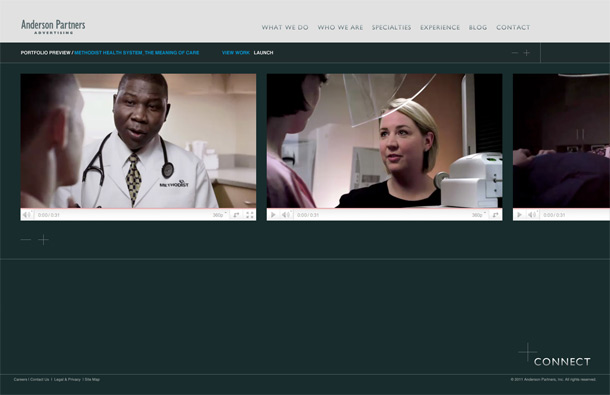 Anderson Partners
ADVERTISING
WHAT WE DO WHO WE ARE SPECIALTIES EXPERIENCE BLOG CONTACT
PORTFOLIO PREVIEW / METHODIST HEALTH SYSTEM, THE MEANING OF CARE VIEW WORK LAUNCH
METHODIST
0:00 / 0:31 360p
0:00 / 0:31 360p
0:00 / 0:31
CONNECT
Careers / Contact Us | Legal & Privacy | Site Map
© 2011 Anderson Partners, Inc. All rights reserved.